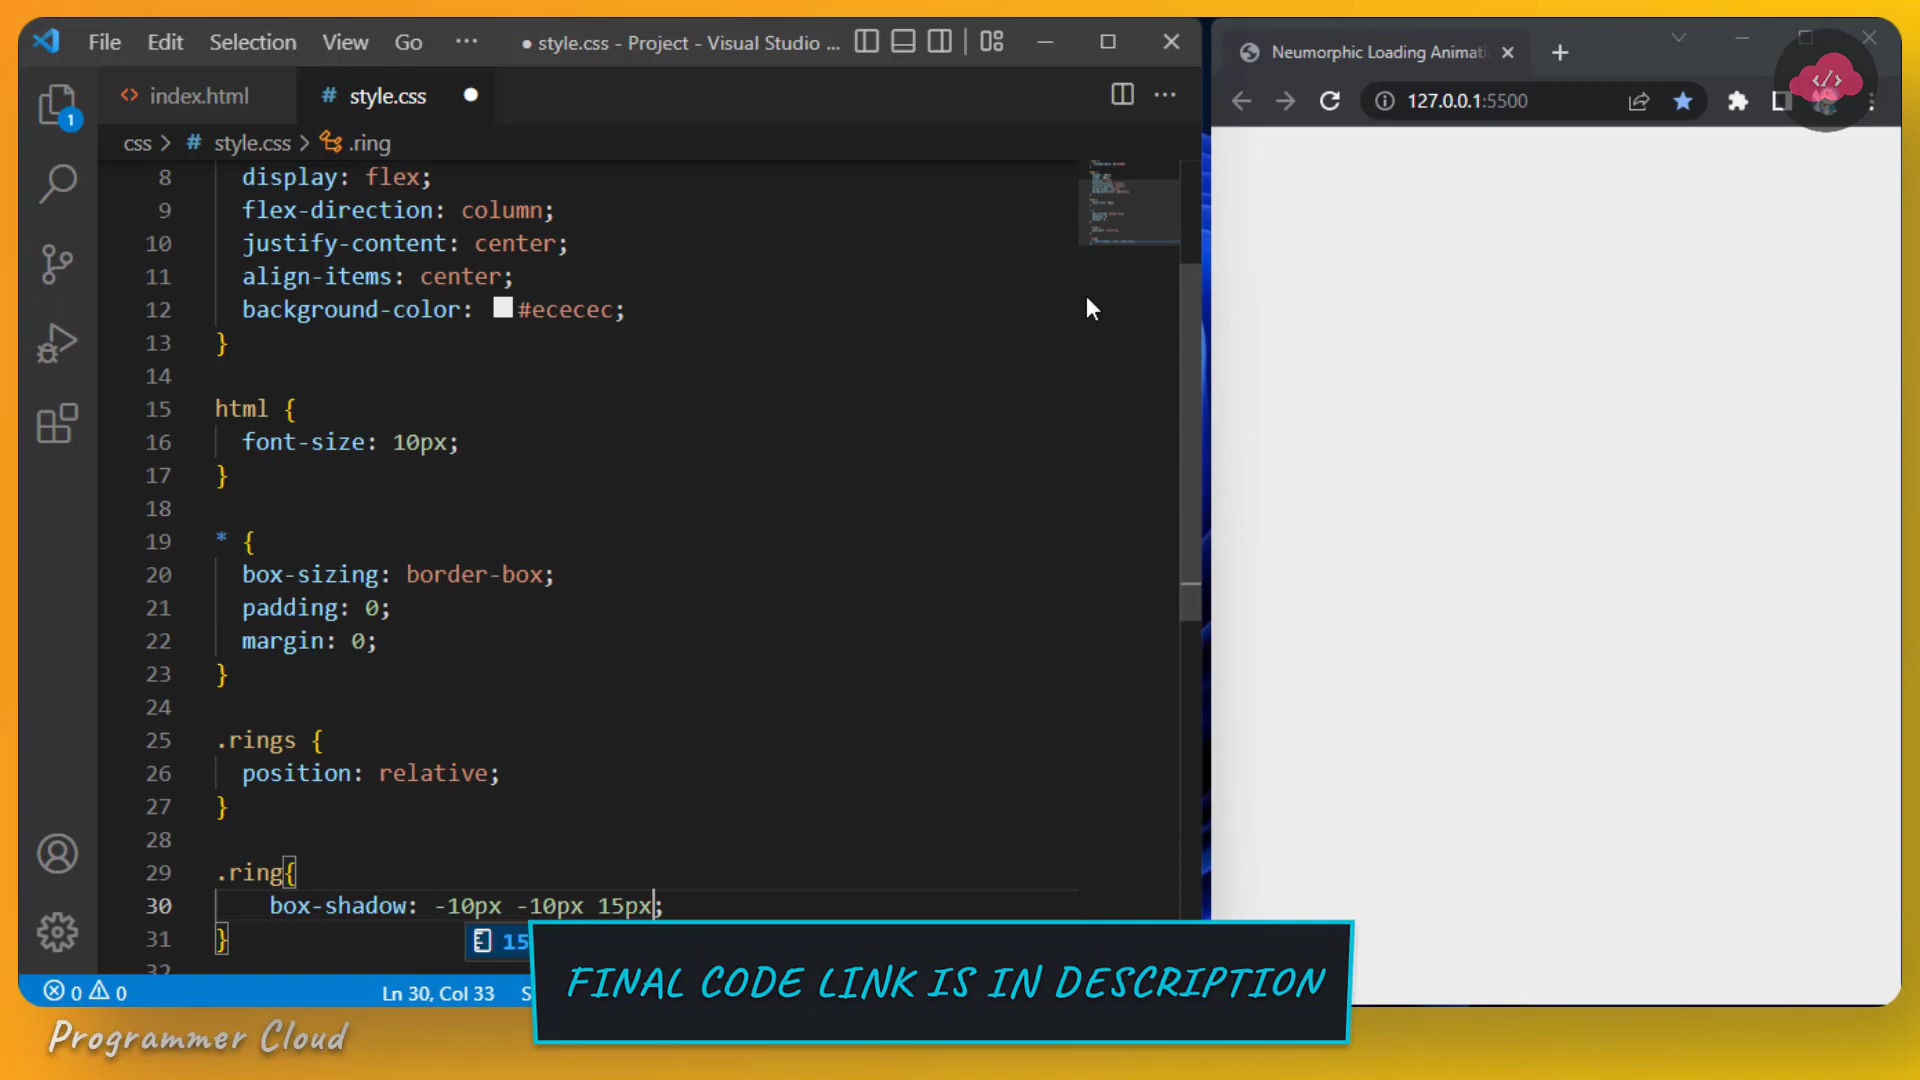 File Edit Selection View Go ··· ● style.css - Project - Visual Studio ...
Neumorphic Loading Animati
127.0.0.1:5500
1
<> index.html
# style.css ●
css > # style.css > .ring
8 display: flex;
9 flex-direction: column;
10 justify-content: center;
11 align-items: center;
12 background-color: #ececec;
13 }
14
15 html {
16 font-size: 10px;
17 }
18
19 * {
20 box-sizing: border-box;
21 padding: 0;
22 margin: 0;
23 }
24
25 .rings {
26 position: relative;
27 }
28
29 .ring{
30 box-shadow: -10px -10px 15px;
31 }
15
32
0 0
Ln 30, Col 33
S
FINAL CODE LINK IS IN DESCRIPTION
Programmer Cloud